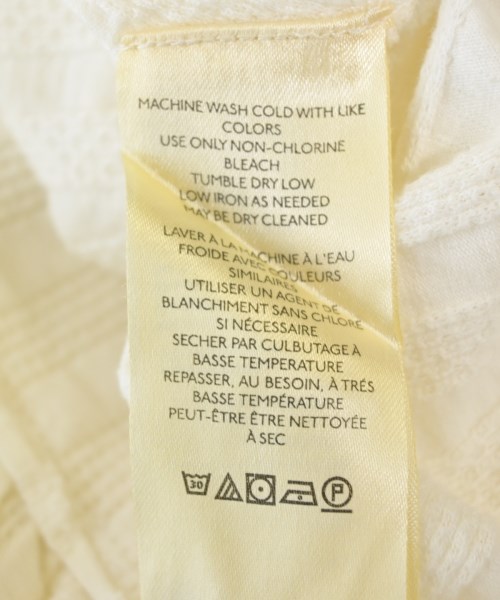 MACHINE WASH COLD WITH LIKE
COLORS
USE ONLY NON-CHLORINE
BLEACH
TUMBLE DRY LOW
LOW IRON AS NEEDED
MAY BE DRY CLEANED
LAVER À LA MACHINE À L'EAU
FROIDE AVEC COULEURS
SIMILAIRES
UTILISER UN AGENT DE
BLANCHIMENT SANS CHLORE
SI NÉCESSAIRE
SECHER PAR CULBUTAGE À
BASSE TEMPERATURE
REPASSER, AU BESOIN, À TRÉS
BASSE TEMPÉRATURE
PEUT-ÊTRE ÊTRE NETTOYÉE
À SEC
30 P